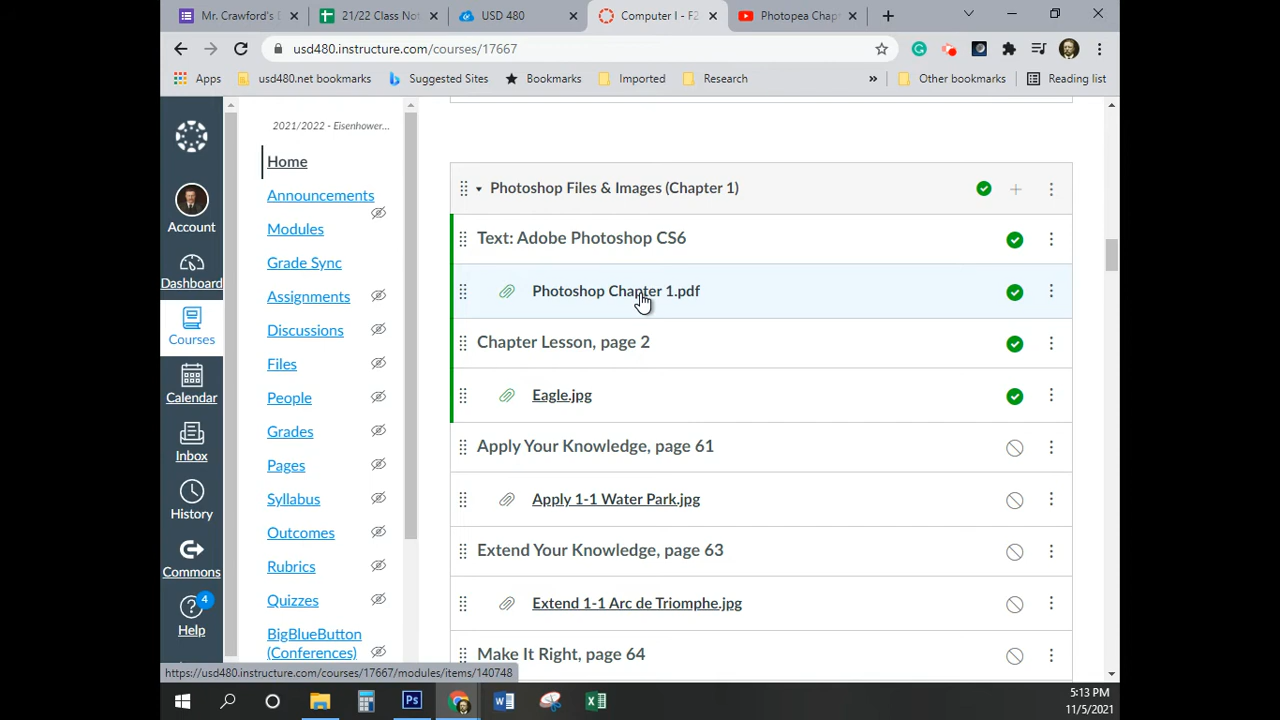 Mr. Crawford's
21/22 Class Not
USD 480
Computer I - F2
Photopea Chap
usd480.instructure.com/courses/17667
Apps
usd480.net bookmarks
Suggested Sites
Bookmarks
Imported
Research
»
Other bookmarks
Reading list
2021/2022 - Eisenhower...
Home
Announcements
Modules
Grade Sync
Assignments
Discussions
Files
People
Grades
Pages
Syllabus
Outcomes
Rubrics
Quizzes
BigBlueButton
(Conferences)
Account
Dashboard
Courses
Calendar
Inbox
History
Commons
4
Help
Photoshop Files & Images (Chapter 1)
Text: Adobe Photoshop CS6
Photoshop Chapter 1.pdf
Chapter Lesson, page 2
Eagle.jpg
Apply Your Knowledge, page 61
Apply 1-1 Water Park.jpg
Extend Your Knowledge, page 63
Extend 1-1 Arc de Triomphe.jpg
Make It Right, page 64
https://usd480.instructure.com/courses/17667/modules/items/140748
Ps
5:13 PM
11/5/2021